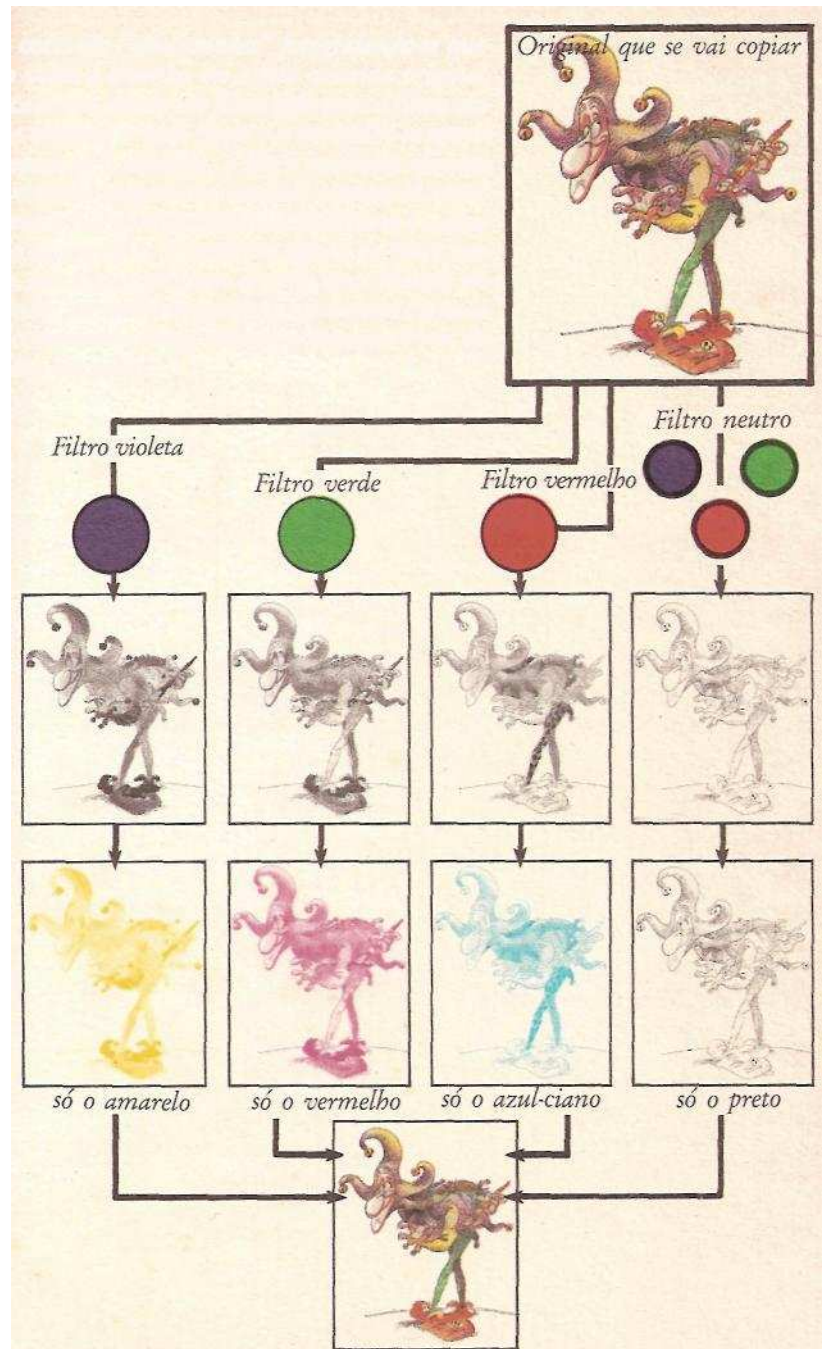 Original que se vai copiar
Filtro neutro
Filtro violeta
Filtro verde
Filtro vermelho
só o amarelo
só o vermelho
só o azul-ciano
só o preto